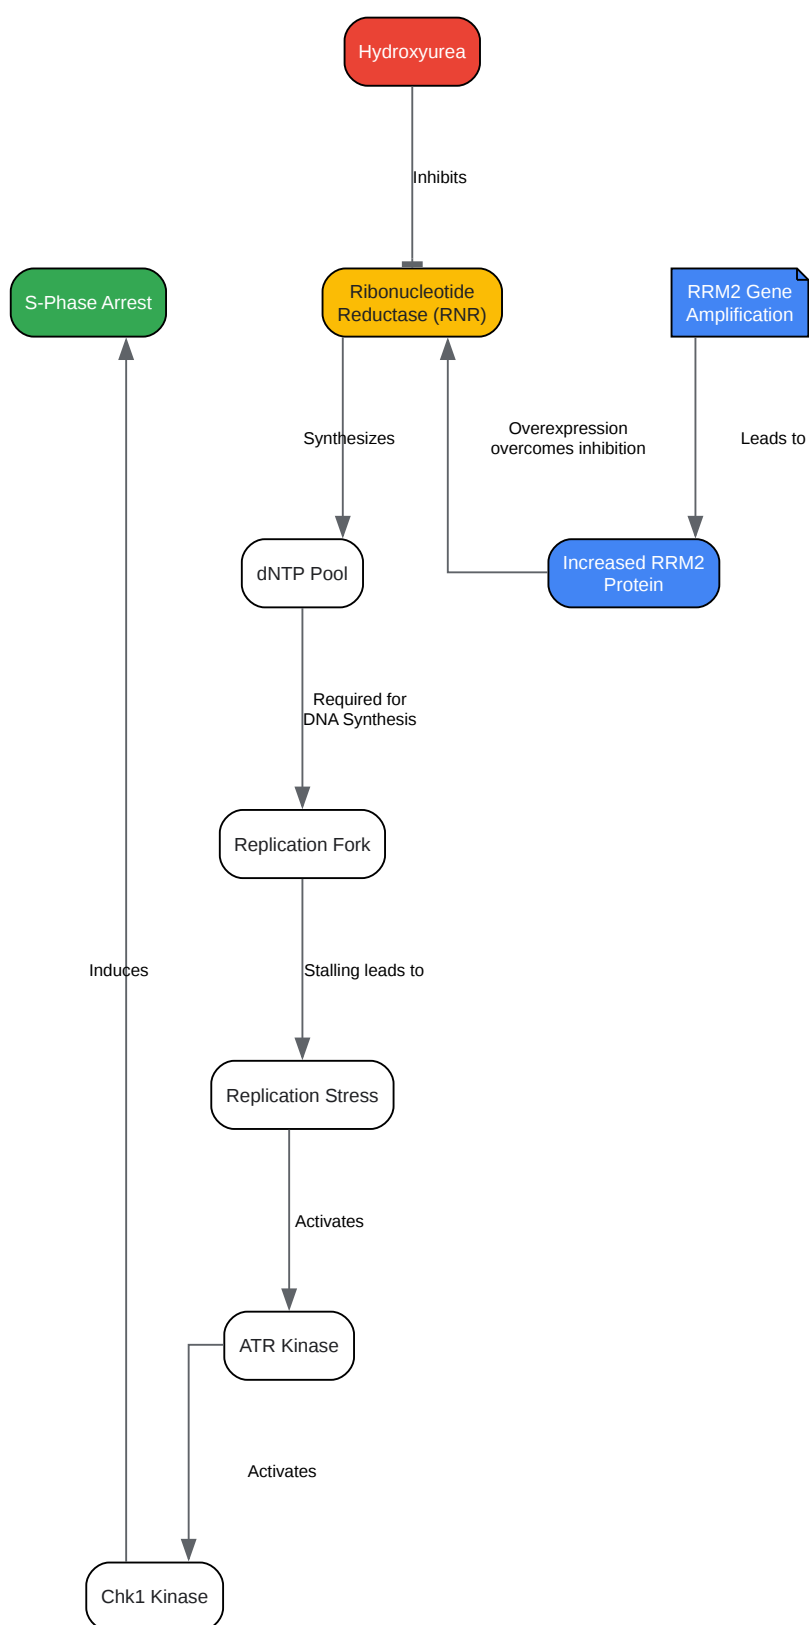 Hydroxyurea
Inhibits
S-Phase Arrest
Ribonucleotide
Reductase (RNR)
RRM2 Gene
Amplification
Synthesizes
Overexpression
overcomes inhibition
Leads to
dNTP Pool
Increased RRM2
Protein
Required for
DNA Synthesis
Replication Fork
Induces
Stalling leads to
Replication Stress
Activates
ATR Kinase
Activates
Chk1 Kinase